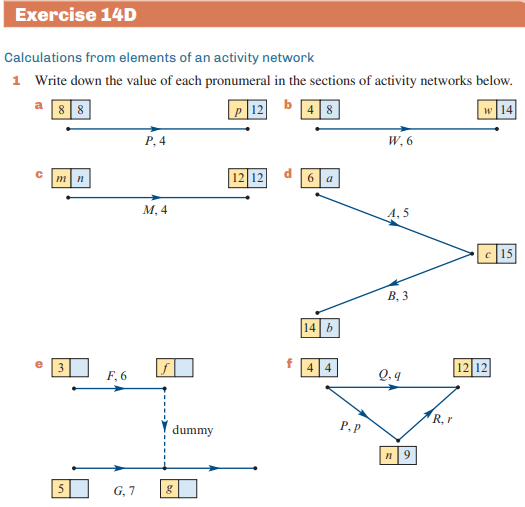 Exercise 14D
Calculations from elements of an activity network
1 Write down the value of each pronumeral in the sections of activity networks below.
a 8 8 p 12
P, 4
b 4 8 w 14
W, 6
c m n 12 12
M, 4
d 6 a
A, 5
c 15
B, 3
14 b
e 3 f
F, 6
dummy
5 G, 7 g
f 4 4 12 12
Q, q
P, p R, r
n 9